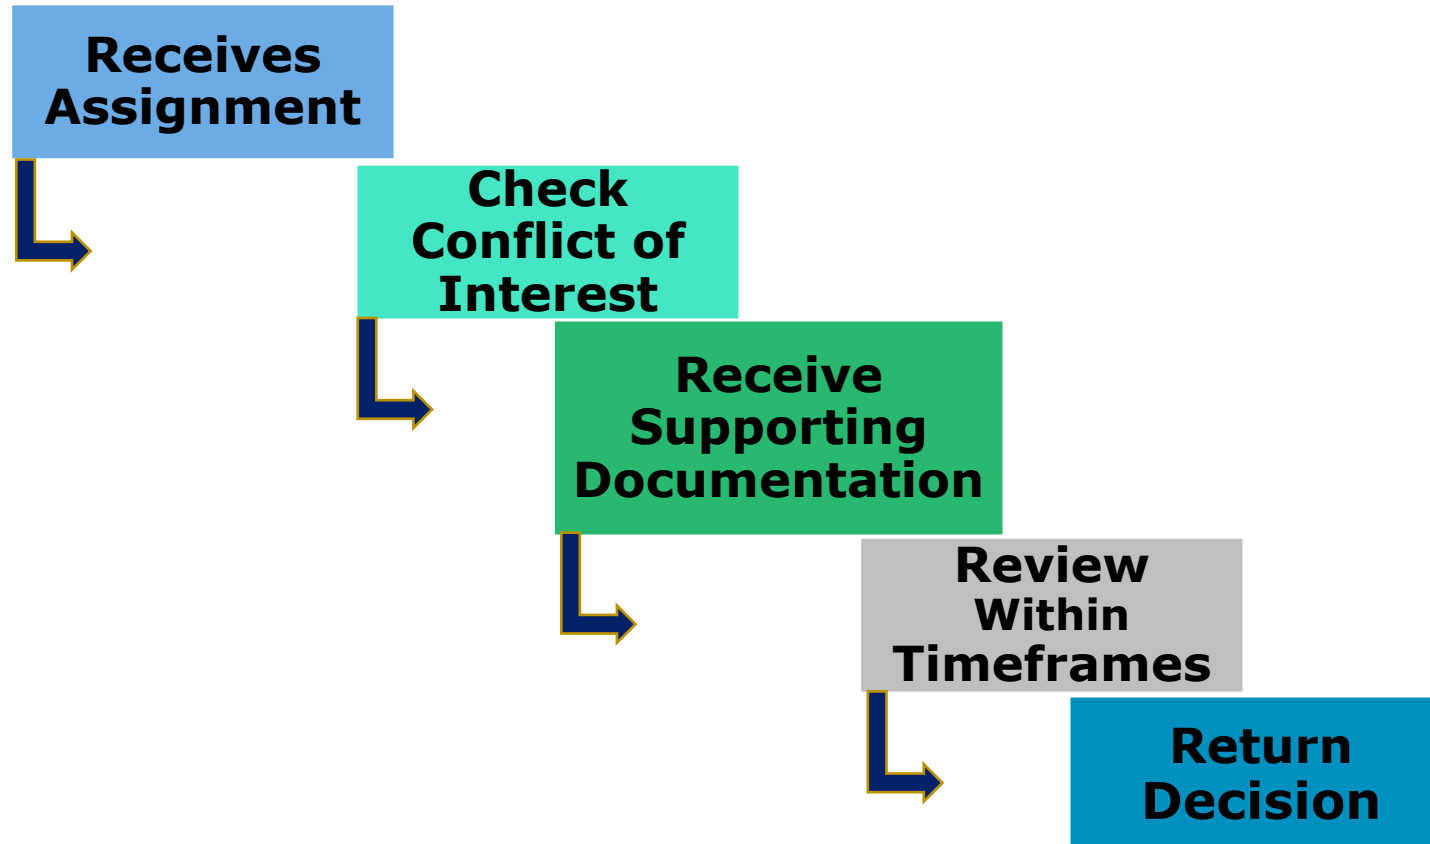 Receives
Assignment
Check
Conflict of
Interest
Receive
Supporting
Documentation
Review
Within
Timeframes
Return
Decision